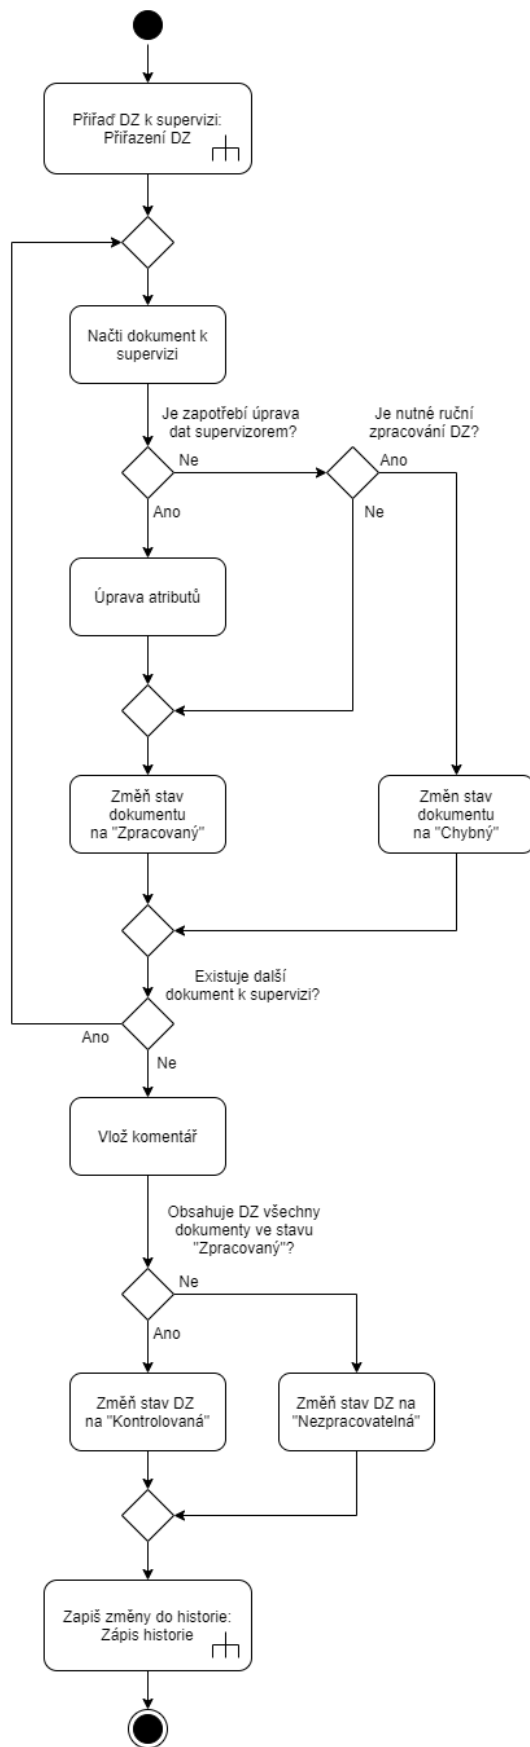 Přiřaď DZ k supervizi:
Přiřazení DZ
Načti dokument k
supervizi
Je zapotřebí úprava
dat supervizorem?
Je nutné ruční
zpracování DZ?
Ne
Ano
Ano
Ne
Úprava atributů
Změň stav
dokumentu
na "Zpracovaný"
Změn stav
dokumentu
na "Chybný"
Existuje další
dokument k supervizi?
Ano
Ne
Vlož komentář
Obsahuje DZ všechny
dokumenty ve stavu
"Zpracovaný"?
Ne
Ano
Změň stav DZ
na "Kontrolovaná"
Změň stav DZ na
"Nezpracovatelná"
Zapiš změny do historie:
Zápis historie